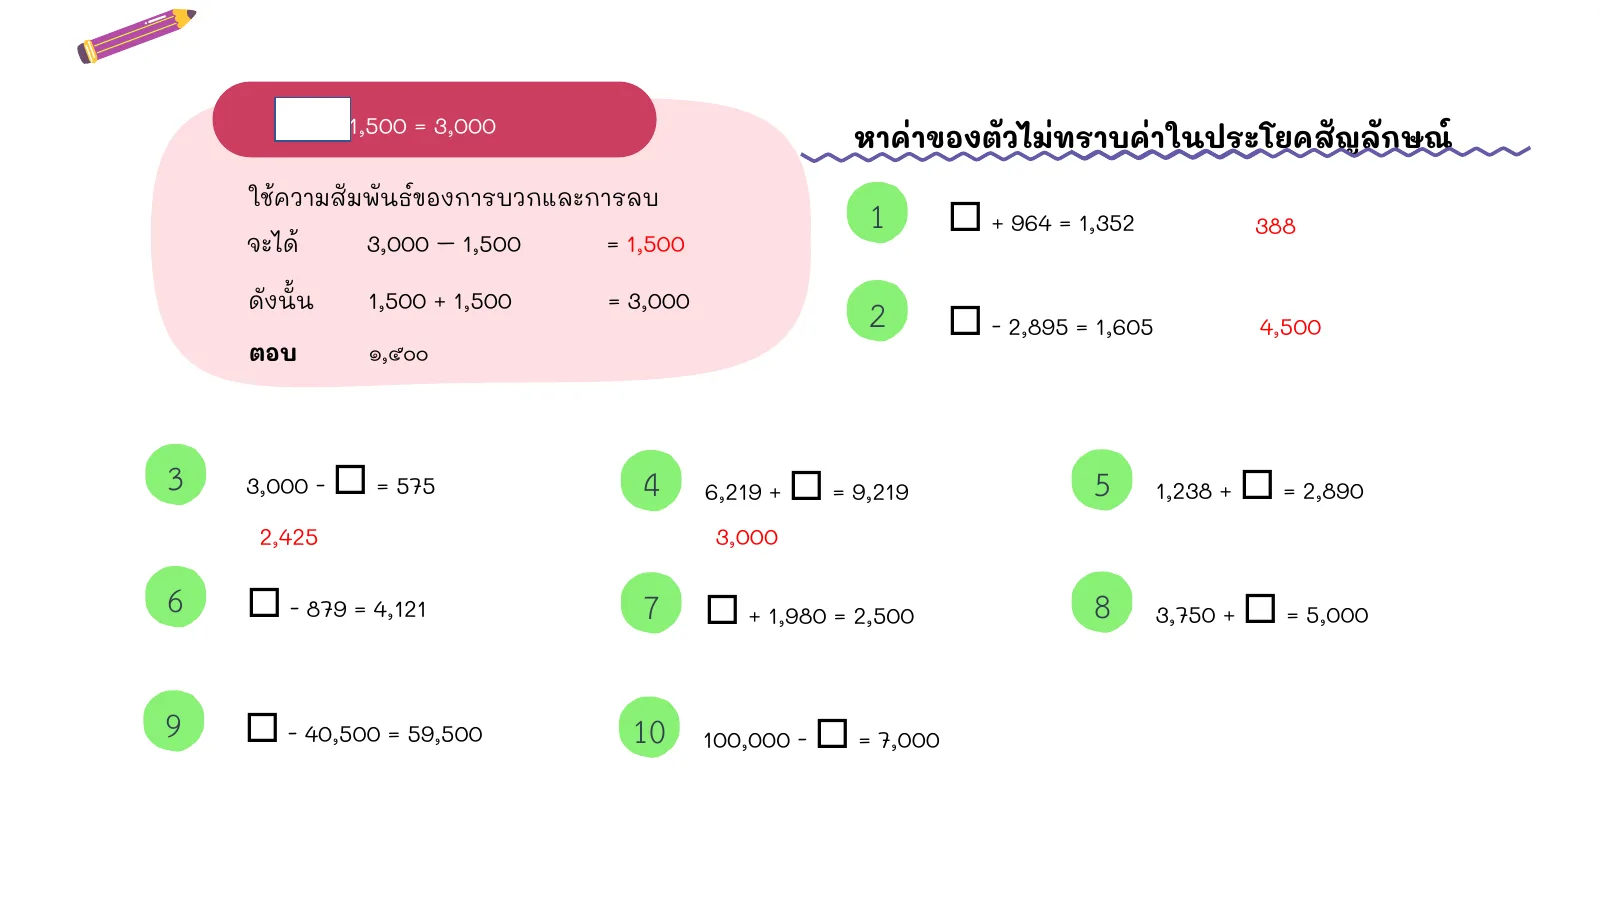 1,500 = 3,000
ใช้ความสัมพันธ์ของการบวกและการลบ
จะได้ 3,000 – 1,500 = 1,500
ดังนั้น 1,500 + 1,500 = 3,000
ตอบ ๑,๕๐๐
หาค่าของตัวไม่ทราบค่าในประโยคสัญลักษณ์
1 □ + 964 = 1,352 388
2 □ - 2,895 = 1,605 4,500
3 3,000 - □ = 575
2,425
4 6,219 + □ = 9,219
3,000
5 1,238 + □ = 2,890
6 □ - 879 = 4,121
7 □ + 1,980 = 2,500
8 3,750 + □ = 5,000
9 □ - 40,500 = 59,500
10 100,000 - □ = 7,000